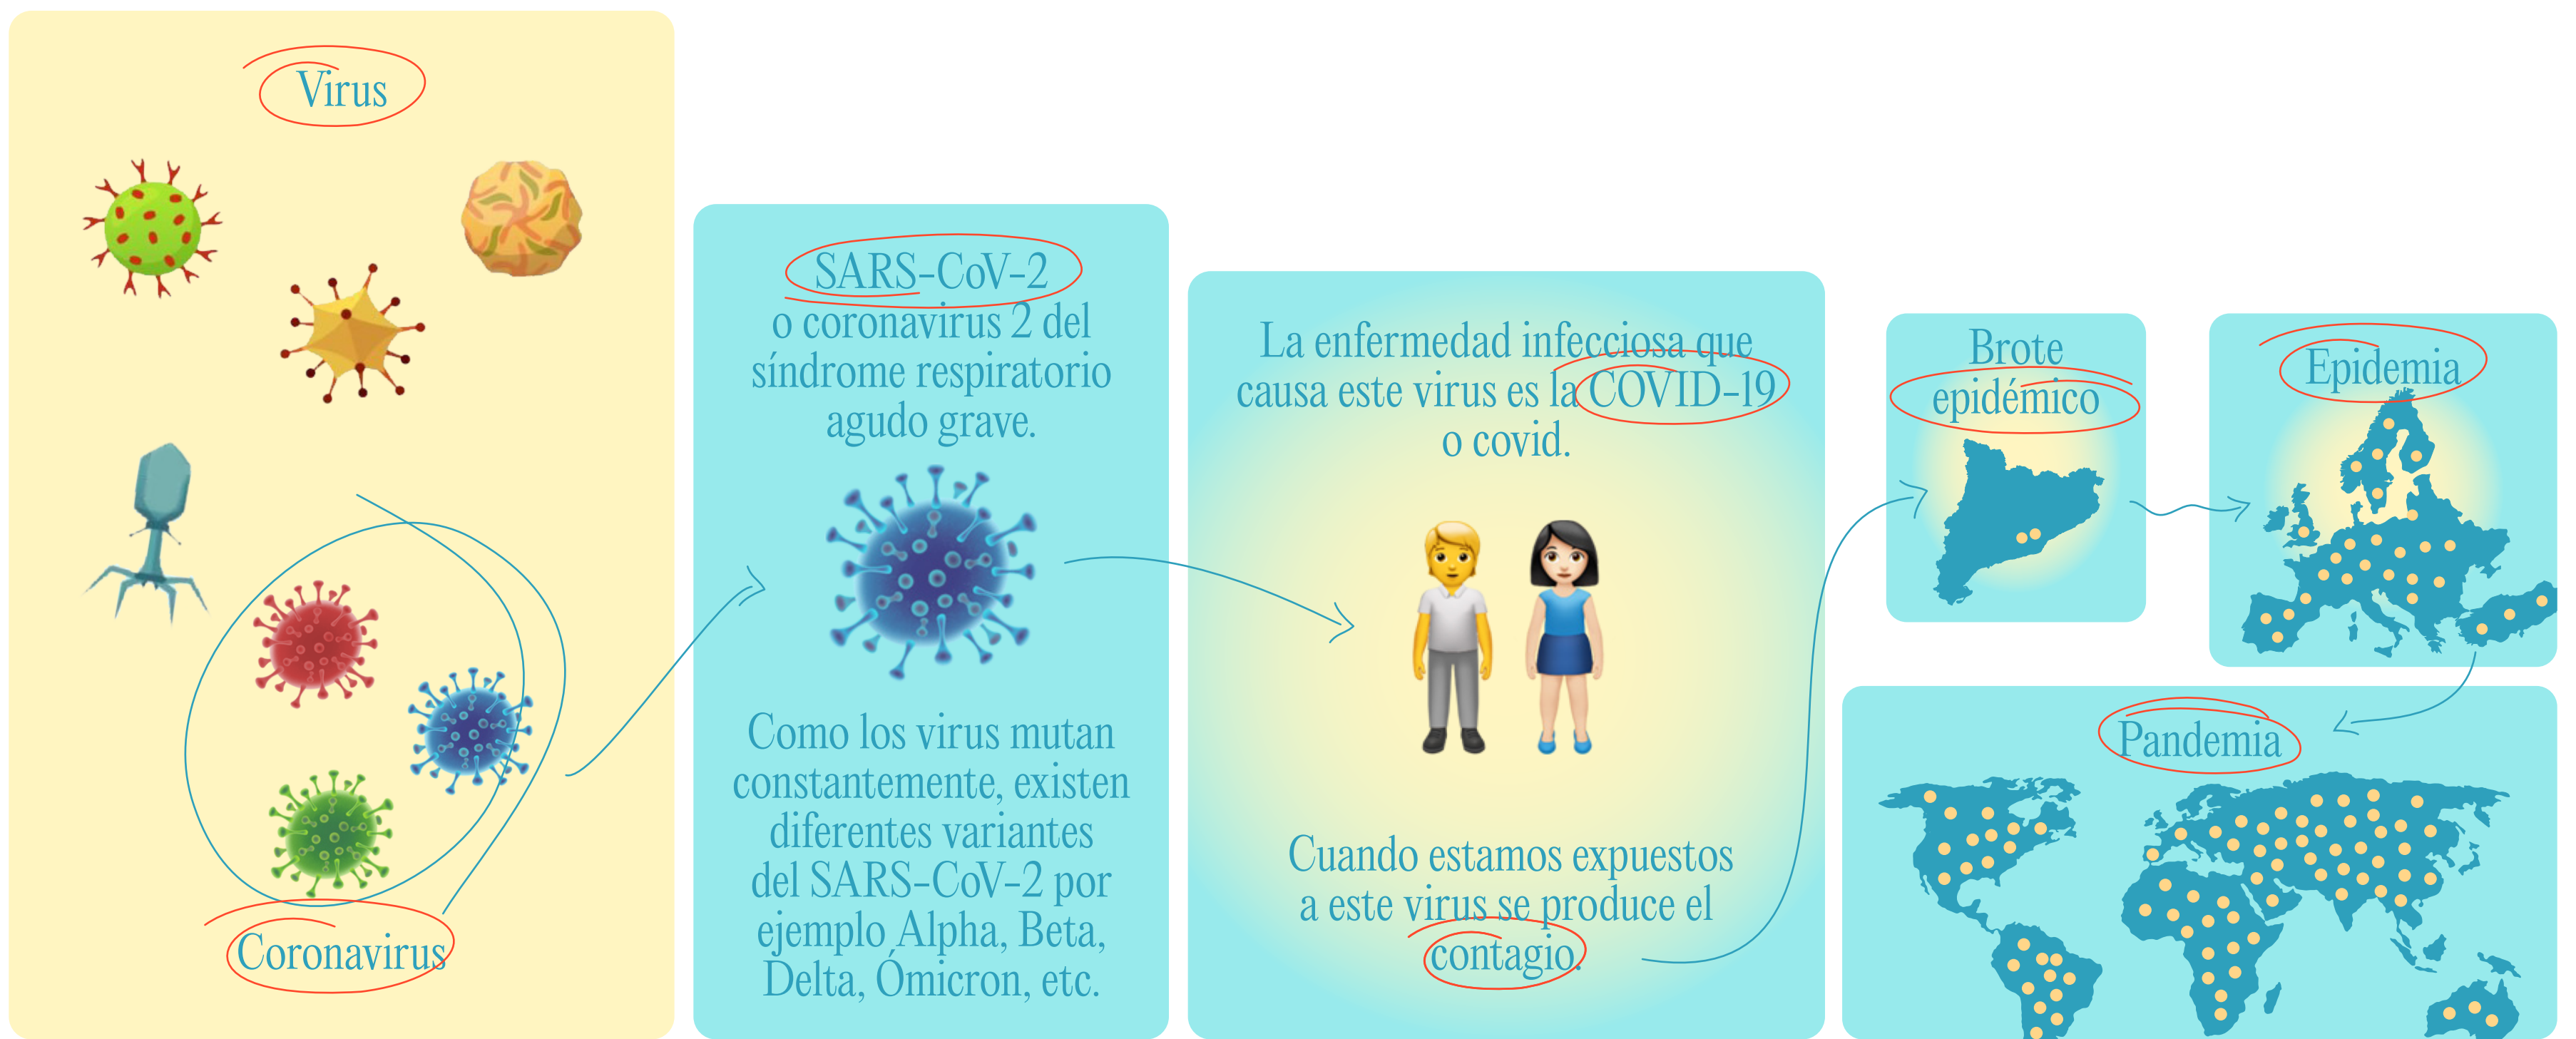 Virus
Coronavirus
SARS-CoV-2
o coronavirus 2 del
síndrome respiratorio
agudo grave.
Como los virus mutan
constantemente, existen
diferentes variantes
del SARS-CoV-2 por
ejemplo Alpha, Beta,
Delta, Ómicron, etc.
La enfermedad infecciosa que
causa este virus es la COVID-19
o covid.
Cuando estamos expuestos
a este virus se produce el
contagio.
Brote
epidémico
Epidemia
Pandemia